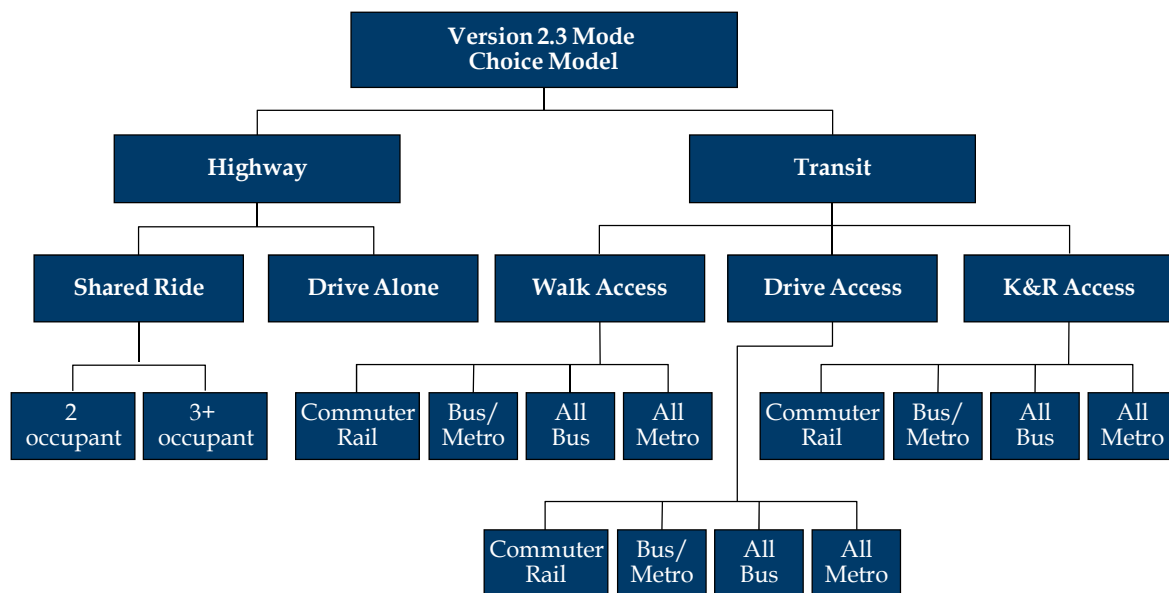 Version 2.3 Mode
Choice Model
Highway
Transit
Shared Ride
Drive Alone
Walk Access
Drive Access
K&R Access
2
occupant
3+
occupant
Commuter
Rail
Bus/
Metro
All
Bus
All
Metro
Commuter
Rail
Bus/
Metro
All
Bus
All
Metro
Commuter
Rail
Bus/
Metro
All
Bus
All
Metro